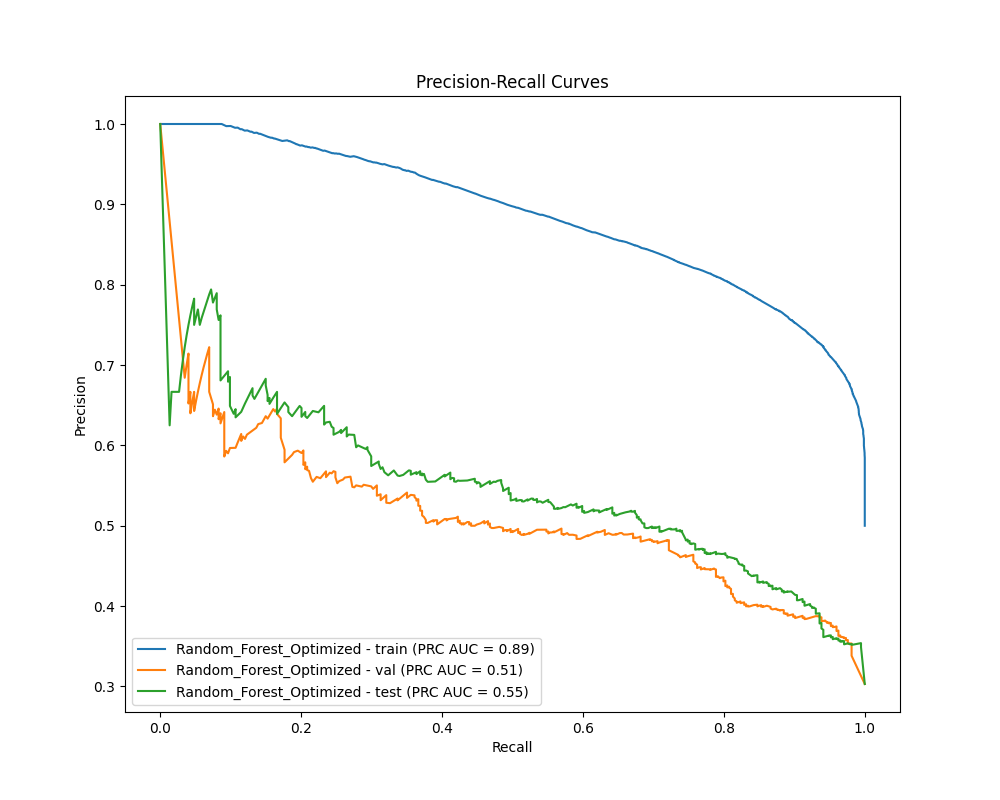 Precision-Recall Curves
1.0
0.9
0.8
0.7
0.6
0.5
0.4
0.3
Precision
Random_Forest_Optimized - train (PRC AUC = 0.89)
Random_Forest_Optimized - val (PRC AUC = 0.51)
Random_Forest_Optimized - test (PRC AUC = 0.55)
0.0 0.2 0.4 0.6 0.8 1.0
Recall